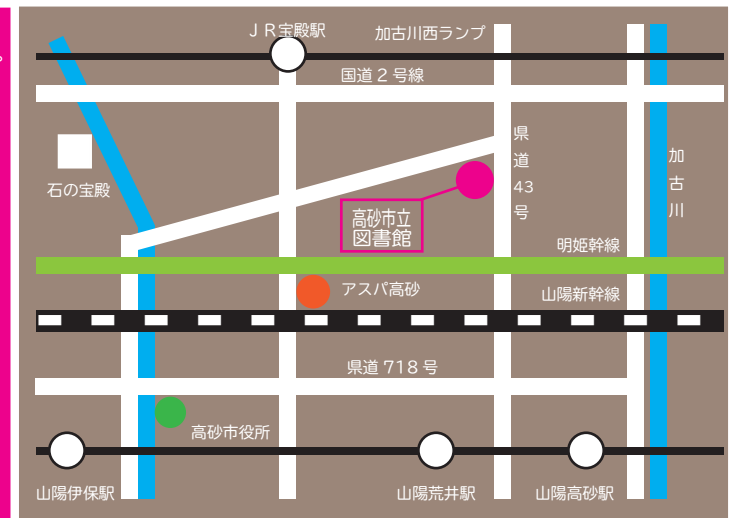 ＪＲ宝殿駅
加古川西ランプ
国道２号線
石の宝殿
県道43号
加古川
高砂市立
図書館
明姫幹線
アスパ高砂
山陽新幹線
県道 718 号
高砂市役所
山陽伊保駅
山陽荒井駅
山陽高砂駅